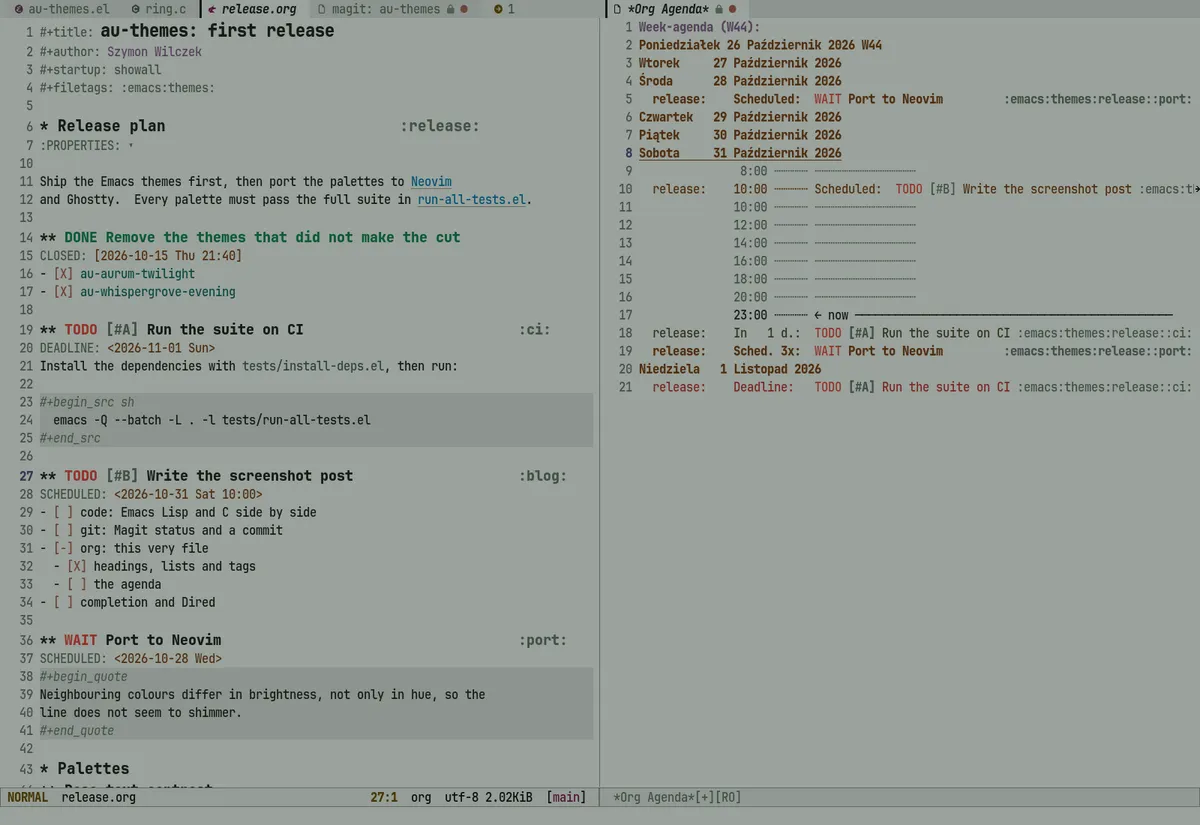 au-themes.el ring.c release.org magit: au-themes 1
1 #+title: au-themes: first release
2 #+author: Szymon Wilczek
3 #+startup: showall
4 #+filetags: :emacs:themes:
5
6 * Release plan :release:
7 :PROPERTIES: ▾
10
11 Ship the Emacs themes first, then port the palettes to Neovim
12 and Ghostty.  Every palette must pass the full suite in run-all-tests.el.
13
14 ** DONE Remove the themes that did not make the cut
15 CLOSED: [2026-10-15 Thu 21:40]
16 - [X] au-aurum-twilight
17 - [X] au-whispergrove-evening
18
19 ** TODO [#A] Run the suite on CI :ci:
20 DEADLINE: <2026-11-01 Sun>
21 Install the dependencies with tests/install-deps.el, then run:
22
23 #+begin_src sh
24   emacs -Q --batch -L . -l tests/run-all-tests.el
25 #+end_src
26
27 ** TODO [#B] Write the screenshot post :blog:
28 SCHEDULED: <2026-10-31 Sat 10:00>
29 - [ ] code: Emacs Lisp and C side by side
30 - [ ] git: Magit status and a commit
31 - [-] org: this very file
32   - [X] headings, lists and tags
33   - [ ] the agenda
34 - [ ] completion and Dired
35
36 ** WAIT Port to Neovim :port:
37 SCHEDULED: <2026-10-28 Wed>
38 #+begin_quote
39 Neighbouring colours differ in brightness, not only in hue, so the
40 line does not seem to shimmer.
41 #+end_quote
42
43 * Palettes
NORMAL release.org 27:1 org utf-8 2.02KiB [main]
*Org Agenda*
1 Week-agenda (W44):
2 Poniedziałek 26 Październik 2026 W44
3 Wtorek 27 Październik 2026
4 Środa 28 Październik 2026
5 release: Scheduled: WAIT Port to Neovim :emacs:themes:release::port:
6 Czwartek 29 Październik 2026
7 Piątek 30 Październik 2026
8 Sobota 31 Październik 2026
9 8:00
10 release: 10:00 Scheduled: TODO [#B] Write the screenshot post :emacs:t
11 10:00
12 12:00
13 14:00
14 16:00
15 18:00
16 20:00
17 23:00 ← now
18 release: In 1 d.: TODO [#A] Run the suite on CI :emacs:themes:release::ci:
19 release: Sched. 3x: WAIT Port to Neovim :emacs:themes:release::port:
20 Niedziela 1 Listopad 2026
21 release: Deadline: TODO [#A] Run the suite on CI :emacs:themes:release::ci:
*Org Agenda*[+][RO]